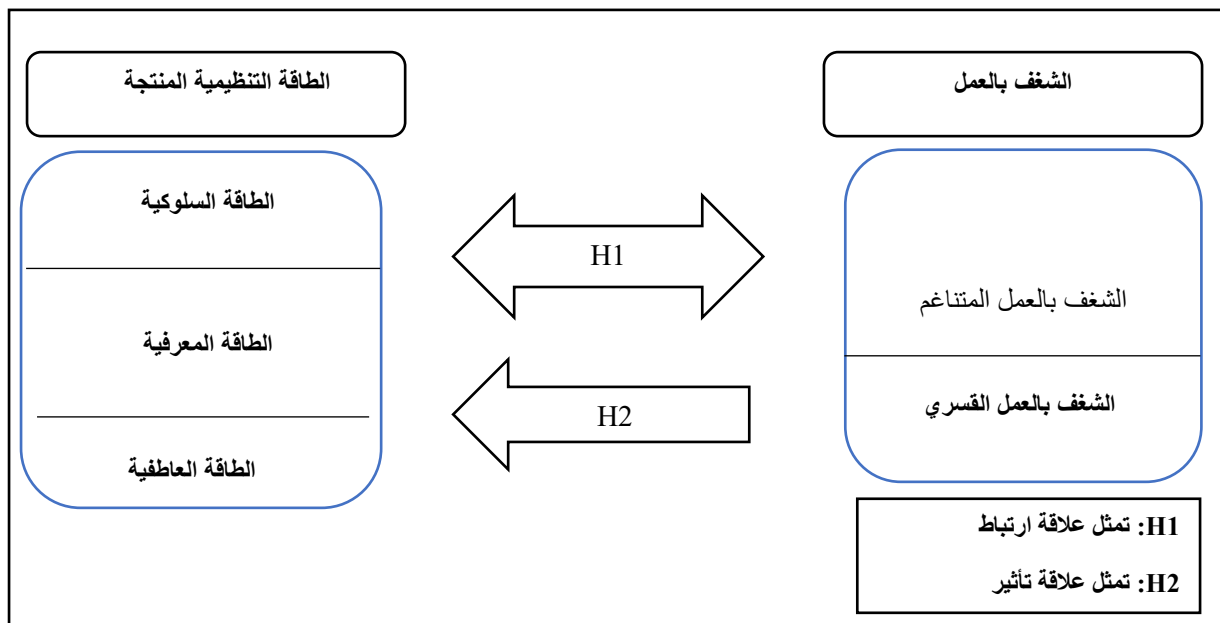 الشغف بالعمل
الطاقة التنظيمية المنتجة
الشغف بالعمل المتناغم
الشغف بالعمل القسري
H1
H2
الطاقة السلوكية
الطاقة المعرفية
الطاقة العاطفية
H1: تمثل علاقة ارتباط
H2: تمثل علاقة تأثير